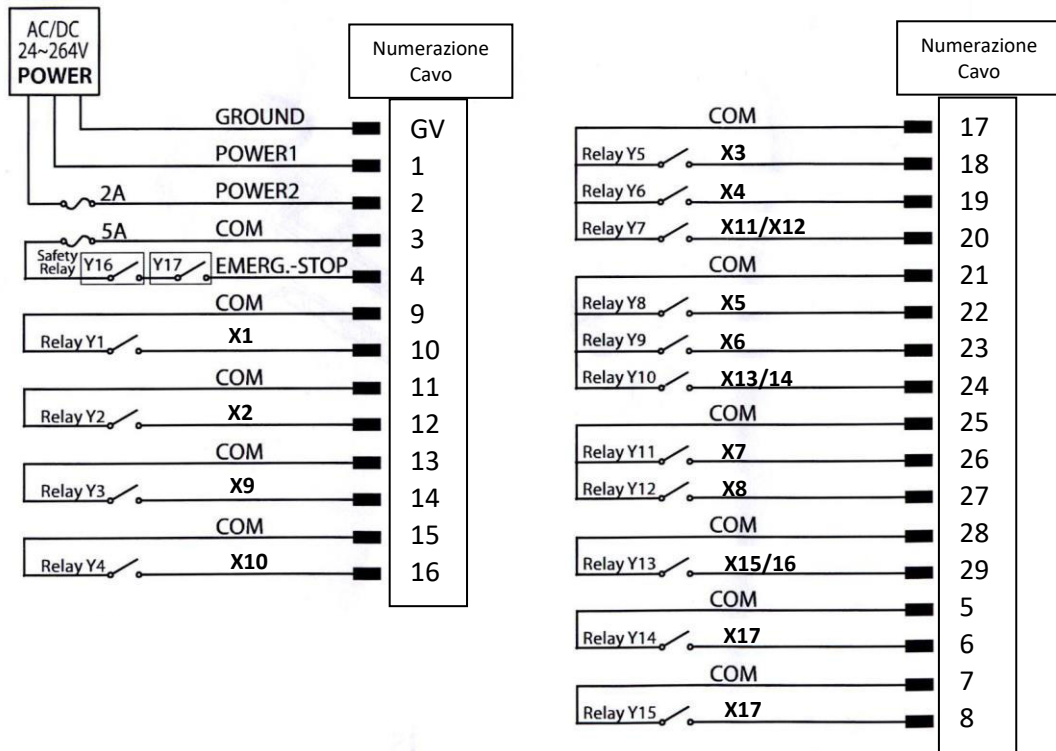 AC/DC
24~264V
POWER
Numerazione
Cavo
GROUND GV
POWER1 1
2A POWER2 2
5A COM 3
Safety
Relay Y16 Y17 EMERG.-STOP 4
COM 9
Relay Y1 X1 10
COM 11
Relay Y2 X2 12
COM 13
Relay Y3 X9 14
COM 15
Relay Y4 X10 16
Numerazione
Cavo
COM 17
Relay Y5 X3 18
Relay Y6 X4 19
Relay Y7 X11/X12 20
COM 21
Relay Y8 X5 22
Relay Y9 X6 23
Relay Y10 X13/14 24
COM 25
Relay Y11 X7 26
Relay Y12 X8 27
COM 28
Relay Y13 X15/16 29
COM 5
Relay Y14 X17 6
COM 7
Relay Y15 X17 8